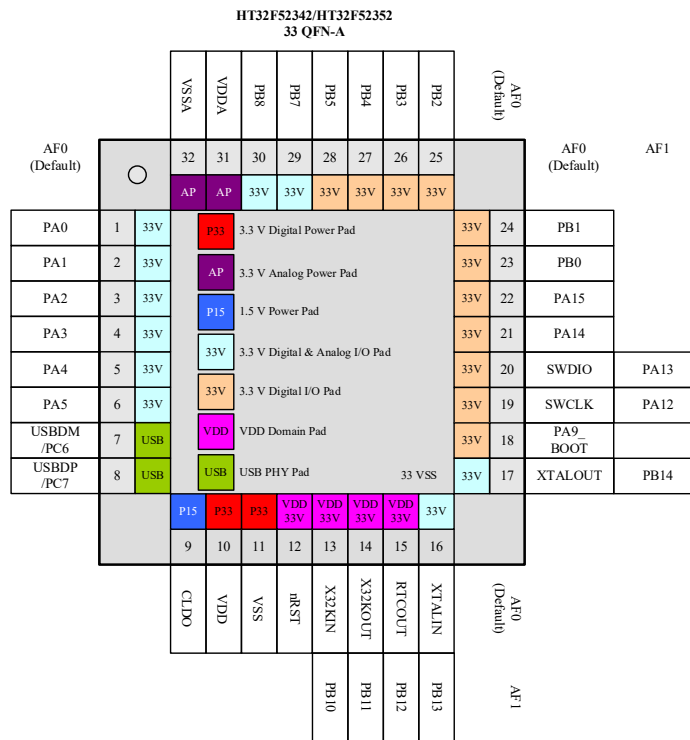 HT32F52342/HT32F52352
33 QFN-A
VSSA
VDDA
PB8
PB7
PB5
PB4
PB3
PB2
AF0
(Default)
AF0
(Default)
AF0
(Default)
AF1
32
31
30
29
28
27
26
25
AP
AP
33V
33V
33V
33V
33V
33V
PA0
1
33V
P33
3.3 V Digital Power Pad
33V
24
PB1
PA1
2
33V
AP
3.3 V Analog Power Pad
33V
23
PB0
PA2
3
33V
P15
1.5 V Power Pad
33V
22
PA15
PA3
4
33V
33V
3.3 V Digital & Analog I/O Pad
33V
21
PA14
PA4
5
33V
33V
3.3 V Digital I/O Pad
33V
20
SWDIO
PA13
PA5
6
33V
VDD
VDD Domain Pad
33V
19
SWCLK
PA12
USBDM
/PC6
7
USB
33V
18
PA9_
BOOT
USBDP
/PC7
8
USB
USB
USB PHY Pad
33 VSS
33V
17
XTALOUT
PB14
P15
P33
P33
VDD
33V
VDD
33V
VDD
33V
VDD
33V
33V
9
10
11
12
13
14
15
16
CLDO
VDD
VSS
nRST
X32KIN
X32KOUT
RTCOUT
XTALIN
AF0
(Default)
PB10
PB11
PB12
PB13
AF1